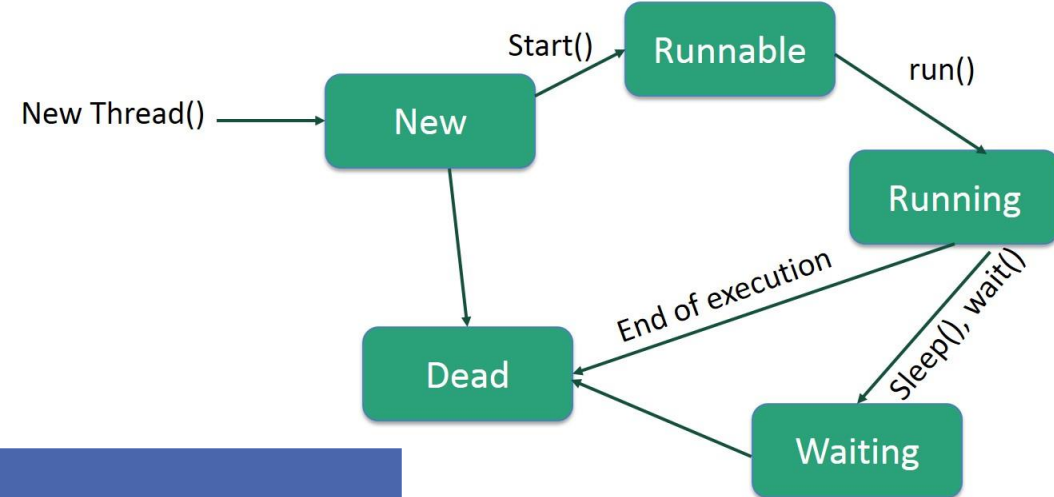 Start()
Runnable
run()
New Thread()
New
Running
End of execution
Sleep(), wait()
Dead
Waiting